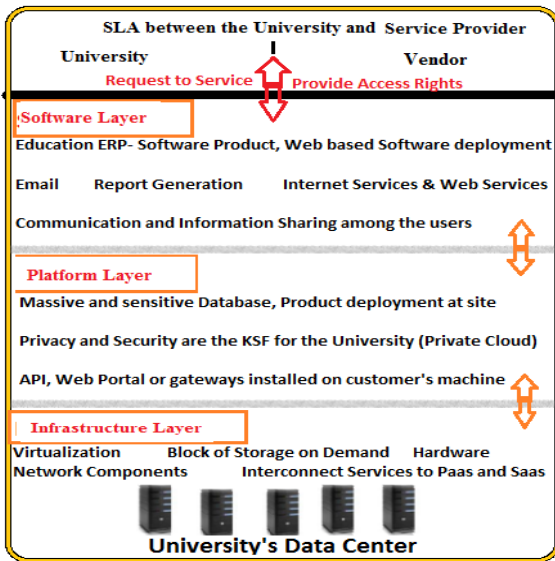 SLA between the University and Service Provider
University Vendor
Request to Service Provide Access Rights
Software Layer
Education ERP- Software Product, Web based Software deployment
Email Report Generation Internet Services & Web Services
Communication and Information Sharing among the users
Platform Layer
Massive and sensitive Database, Product deployment at site
Privacy and Security are the KSF for the University (Private Cloud)
API, Web Portal or gateways installed on customer's machine
Infrastructure Layer
Virtualization Block of Storage on Demand Hardware
Network Components Interconnect Services to Paas and Saas
University's Data Center